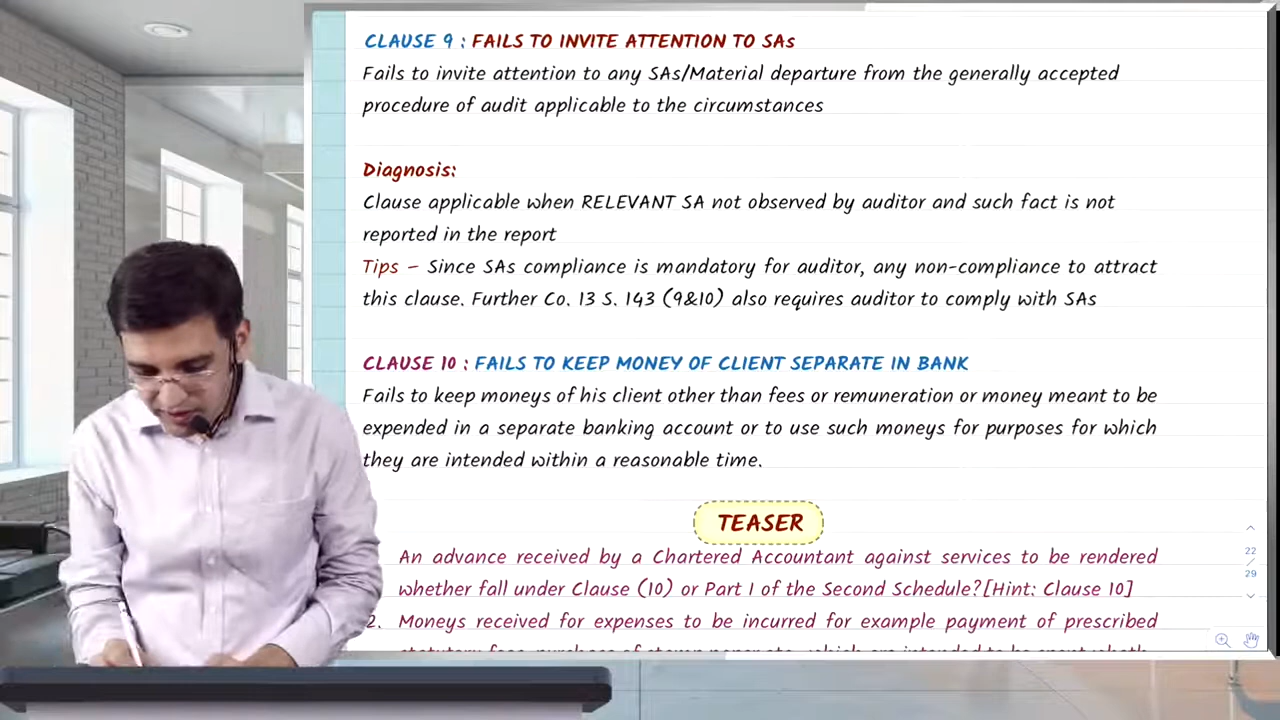 CLAUSE 9 : FAILS TO INVITE ATTENTION TO SAs
Fails to invite attention to any SAs/Material departure from the generally accepted
procedure of audit applicable to the circumstances
Diagnosis:
Clause applicable when RELEVANT SA not observed by auditor and such fact is not
reported in the report
Tips – Since SAs compliance is mandatory for auditor, any non-compliance to attract
this clause. Further Co. 13 S. 143 (9&10) also requires auditor to comply with SAs
CLAUSE 10 : FAILS TO KEEP MONEY OF CLIENT SEPARATE IN BANK
Fails to keep moneys of his client other than fees or remuneration or money meant to be
expended in a separate banking account or to use such moneys for purposes for which
they are intended within a reasonable time.
TEASER
An advance received by a Chartered Accountant against services to be rendered
whether fall under Clause (10) or Part I of the Second Schedule?[Hint: Clause 10]
2. Moneys received for expenses to be incurred for example payment of prescribed
22
/
29